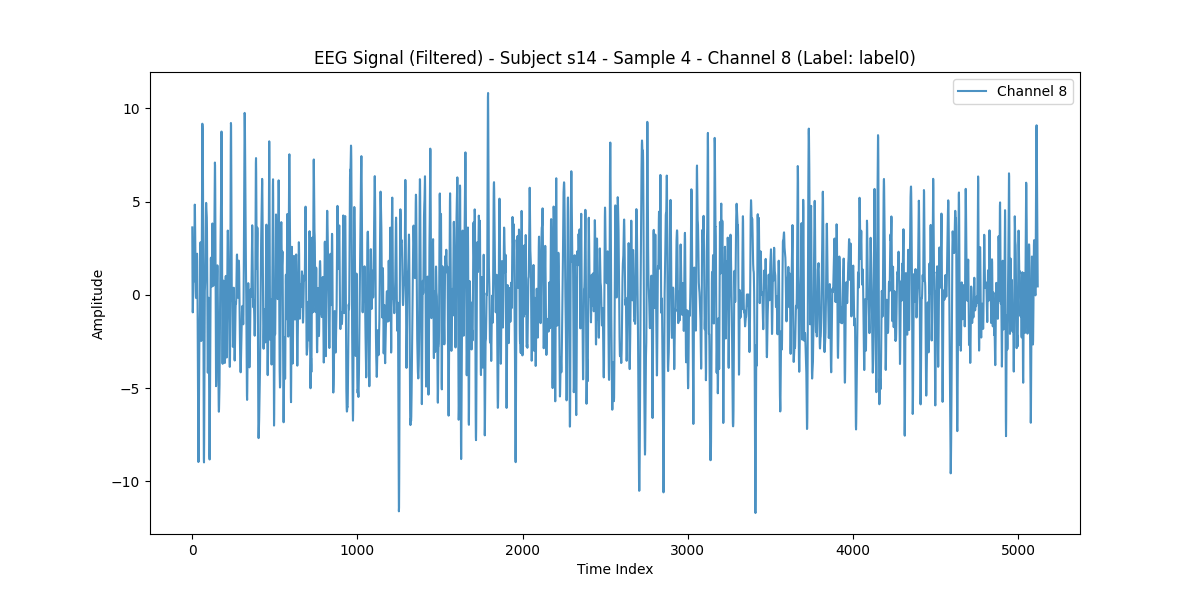 EEG Signal (Filtered) - Subject s14 - Sample 4 - Channel 8 (Label: label0)
Channel 8
10
5
0
−5
−10
Amplitude
0 1000 2000 3000 4000 5000
Time Index